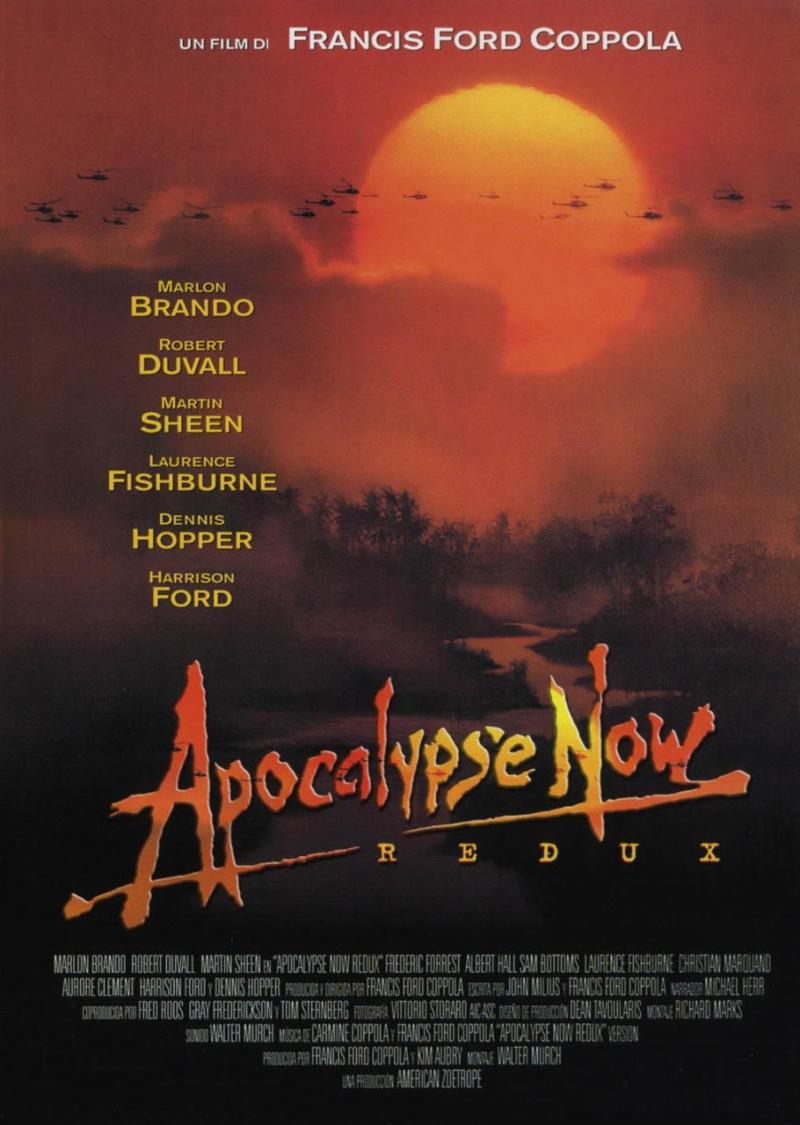 UN FILM DI FRANCIS FORD COPPOLA
MARLON
BRANDO
ROBERT
DUVALL
MARTIN
SHEEN
LAURENCE
FISHBURNE
DENNIS
HOPPER
HARRISON
FORD
APOCALYPSE NOW
REDUX
MARLON BRANDO ROBERT DUVALL MARTIN SHEEN EN "APOCALYPSE NOW REDUX" FREDERIC FORREST ALBERT HALL SAM BOTTOMS LAURENCE FISHBURNE CHRISTIAN MARQUAND
AURORE CLEMENT HARRISON FORD Y DENNIS HOPPER PRODUCIDA Y DIRIGIDA POR FRANCIS FORD COPPOLA ESCRITA POR JOHN MILIUS Y FRANCIS FORD COPPOLA NARRADOR MICHAEL HERR
COPRODUCIDA POR FRED ROOS GRAY FREDERICKSON Y TOM STERNBERG FOTOGRAFÍA VITTORIO STORARO AIC-ASC DISEÑO DE PRODUCCIÓN DEAN TAVOULARIS MONTAJE RICHARD MARKS
SONIDO WALTER MURCH MÚSICA DE CARMINE COPPOLA Y FRANCIS FORD COPPOLA "APOCALYPSE NOW REDUX" VERSION
PRODUCIDA POR FRANCIS FORD COPPOLA Y KIM AUBRY MONTAJE WALTER MURCH
UNA PRODUCCIÓN AMERICAN ZOETROPE